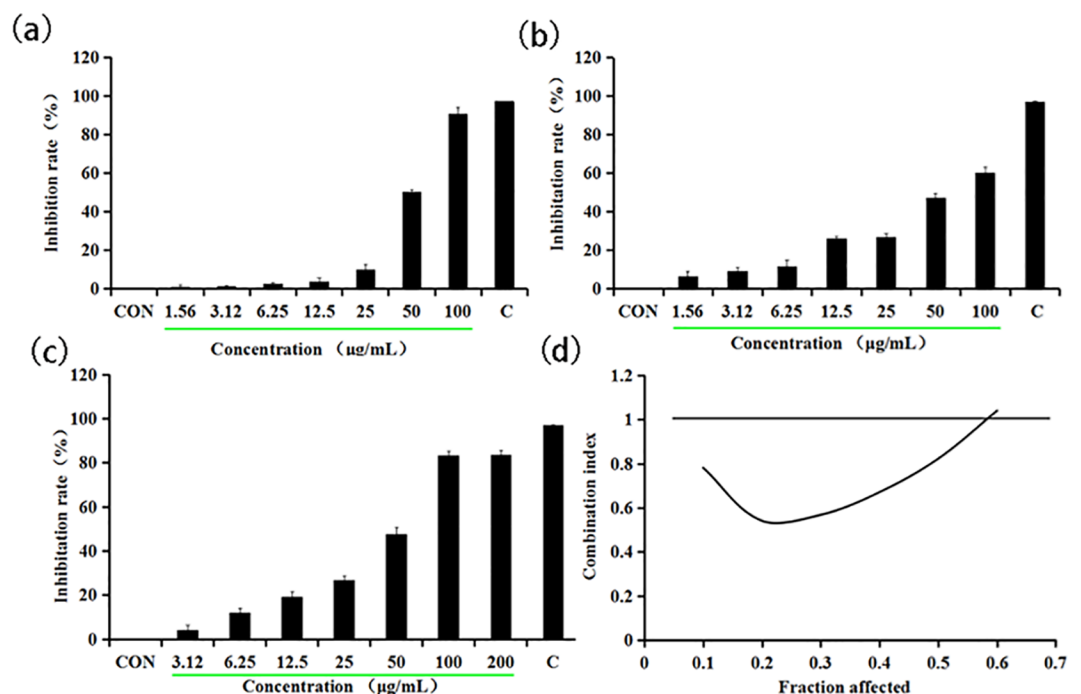 (a)
120
100
80
60
40
20
0
Inhibition rate (%)
CON 1.56 3.12 6.25 12.5 25 50 100 C
Concentration (μg/mL)
(b)
120
100
80
60
40
20
0
Inhibitation rate (%)
CON 1.56 3.12 6.25 12.5 25 50 100 C
Concentration (μg/mL)
(c)
120
100
80
60
40
20
0
Inhibitation rate (%)
CON 3.12 6.25 12.5 25 50 100 200 C
Concentration (μg/mL)
(d)
1.2
1
0.8
0.6
0.4
0.2
0
Combination index
0 0.1 0.2 0.3 0.4 0.5 0.6 0.7
Fraction affected